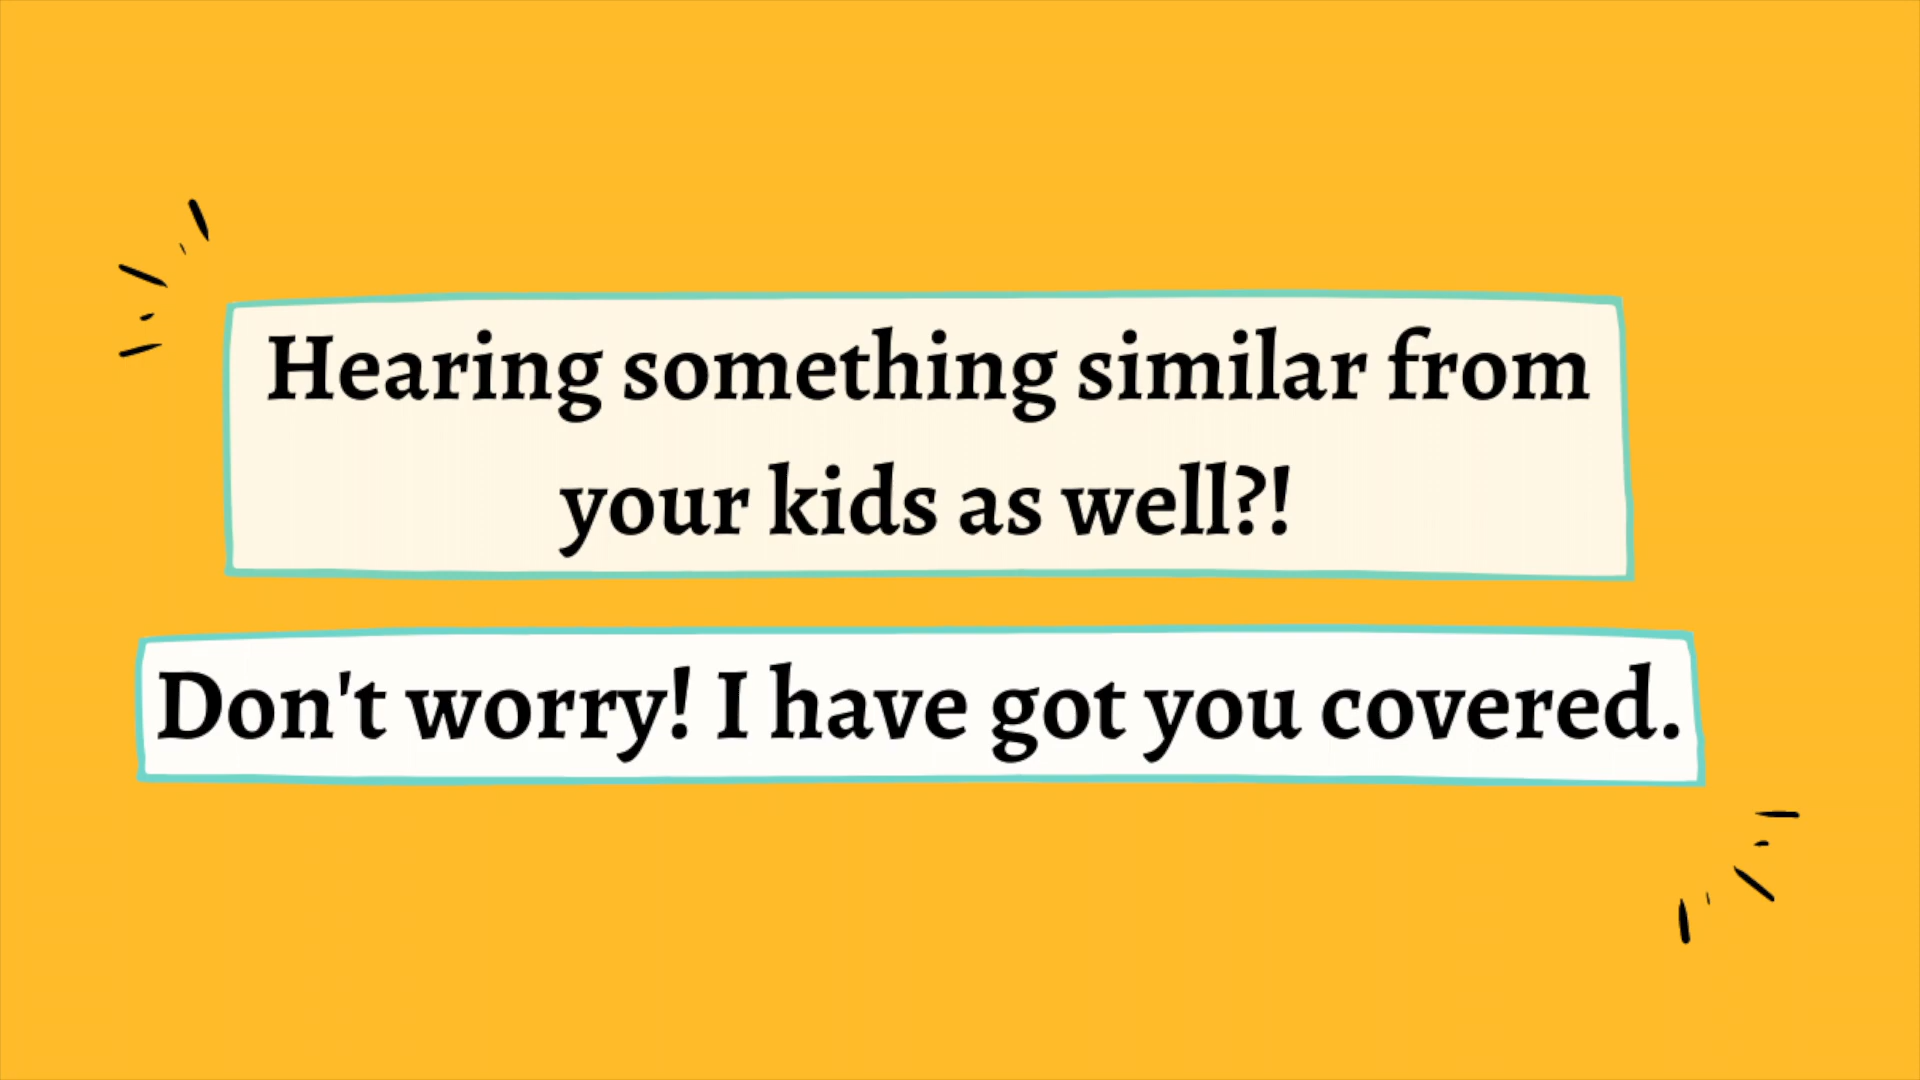 Hearing something similar from
your kids as well?!
Don't worry! I have got you covered.